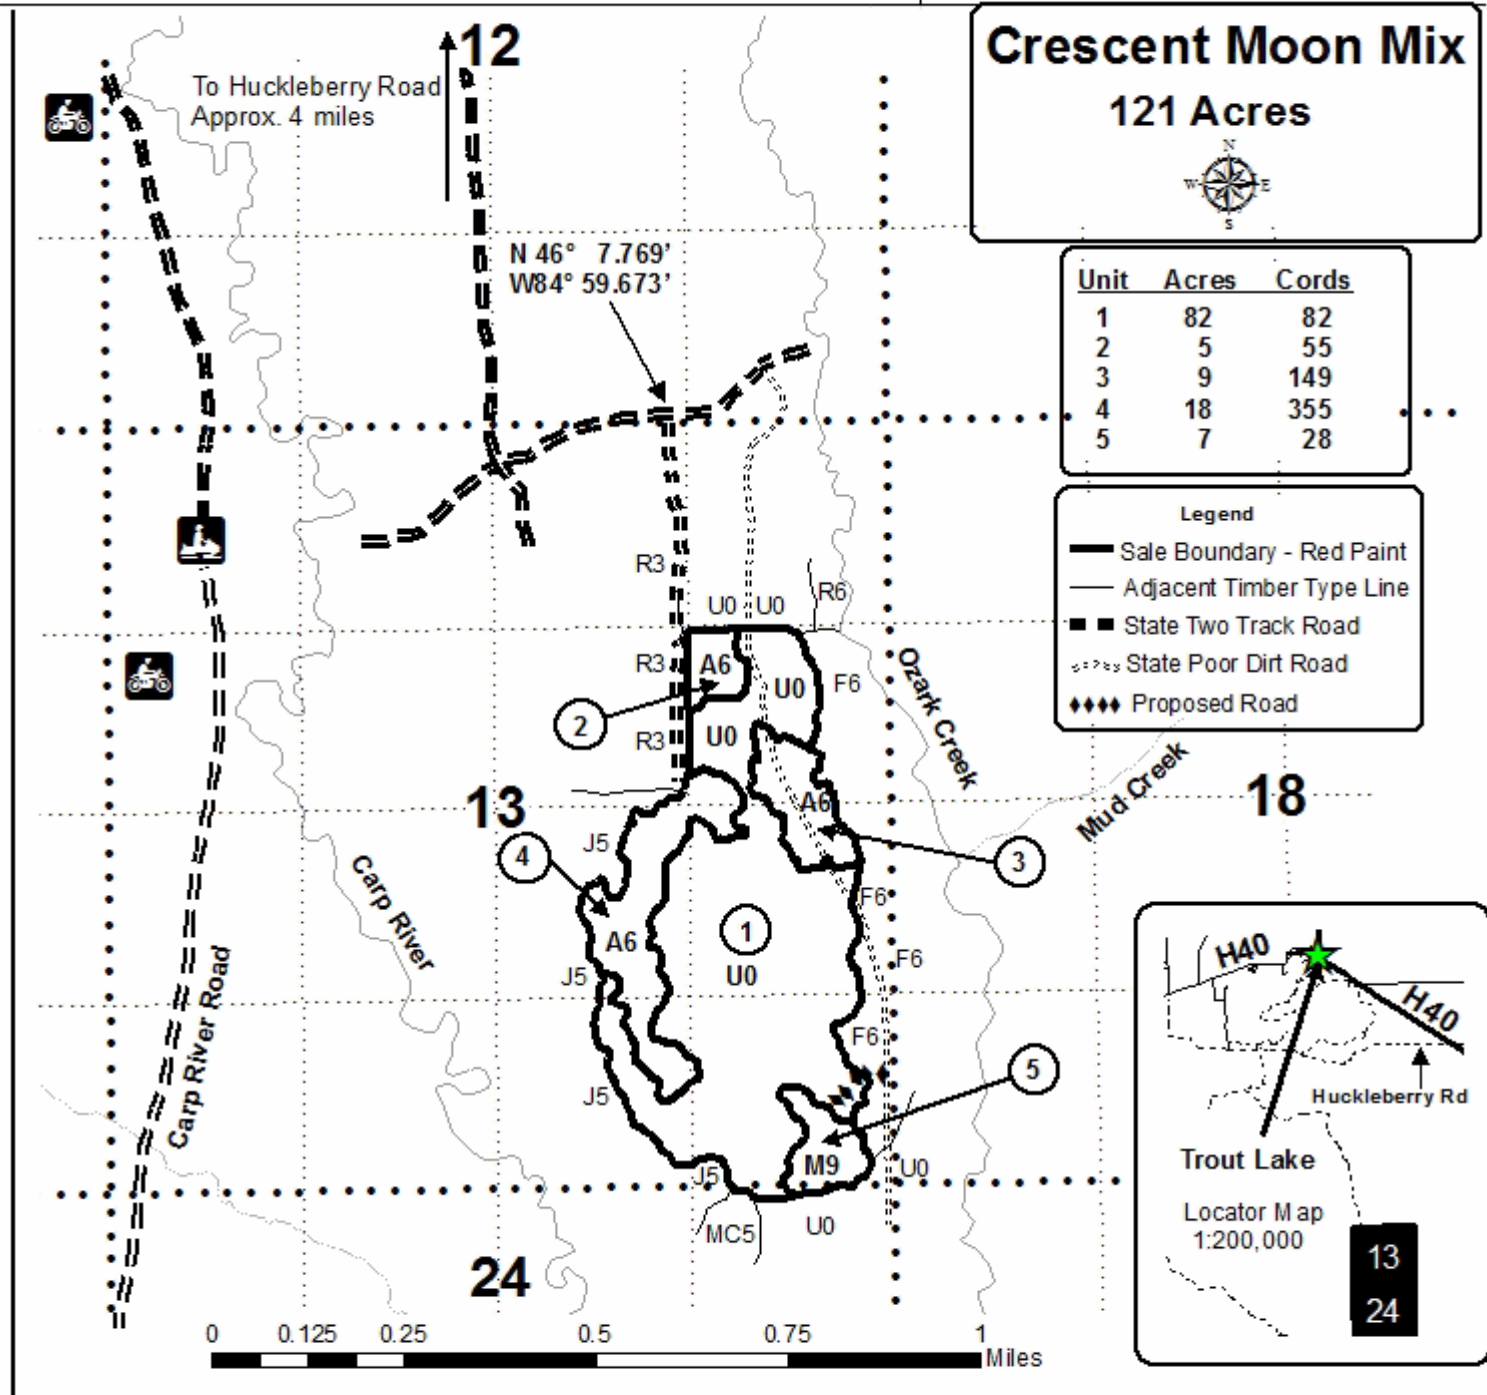 Crescent Moon Mix
121 Acres
N
W E
S
12
To Huckleberry Road
Approx. 4 miles
N 46° 7.769'
W84° 59.673'
Unit Acres Cords
1 82 82
2 5 55
3 9 149
4 18 355
5 7 28
Legend
Sale Boundary - Red Paint
Adjacent Timber Type Line
State Two Track Road
State Poor Dirt Road
Proposed Road
R3
U0 U0
R6
R3
A6
U0
F6
Ozark Creek
2
R3
U0
Mud Creek
13
18
A6
J5
4
3
Carp River
F6
1
A6
U0
F6
J5
Carp River Road
F6
5
J5
M9
J5
U0
MC5
U0
24
H40
H40
Huckleberry Rd
Trout Lake
Locator Map
1:200,000
13
24
0 0.125 0.25 0.5 0.75 1
Miles